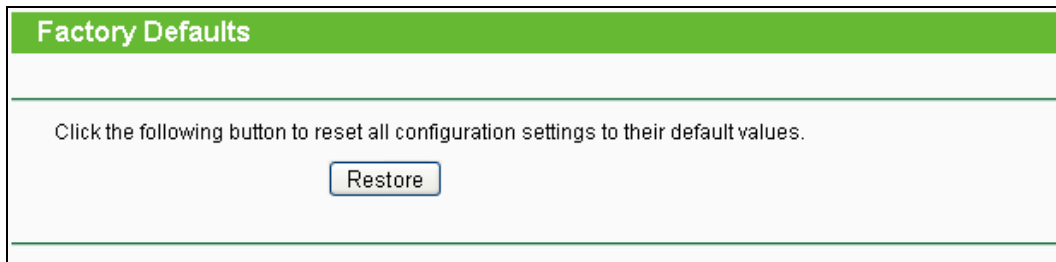 Factory Defaults
Click the following button to reset all configuration settings to their default values.
Restore